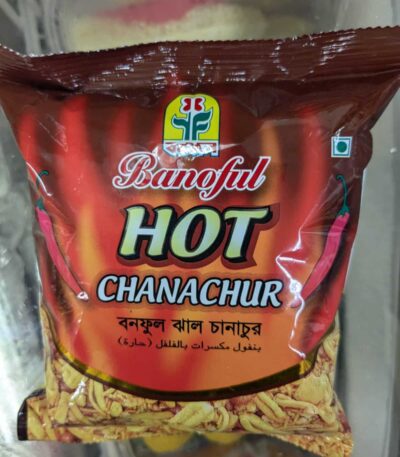 Banoful
HOT
CHANACHUR
বনফুল ঝাল চানাচুর
بنفول مكسرات بالفلفل (حارة)